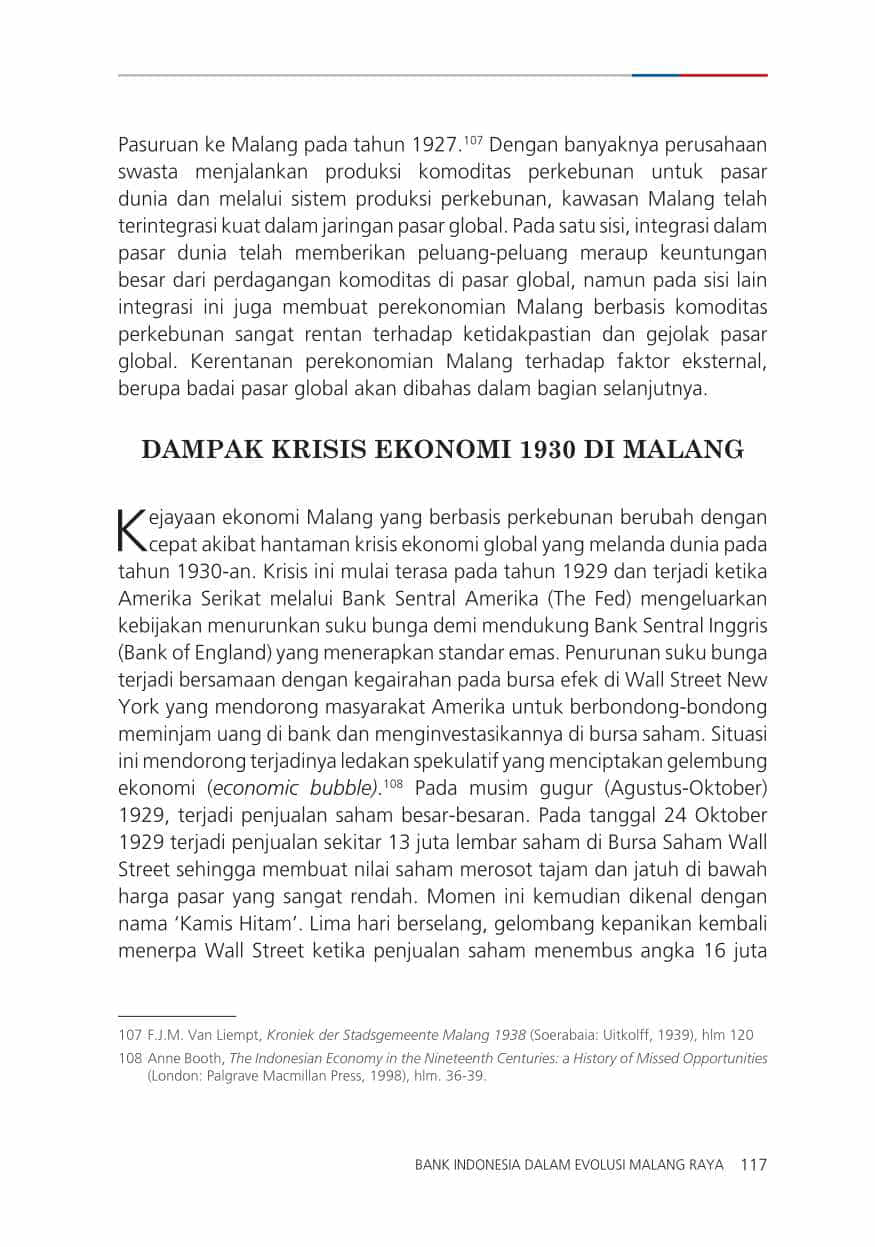 Pasuruan ke Malang pada tahun 1927.107 Dengan banyaknya perusahaan
swasta menjalankan produksi komoditas perkebunan untuk pasar
dunia dan melalui sistem produksi perkebunan, kawasan Malang telah
terintegrasi kuat dalam jaringan pasar global. Pada satu sisi, integrasi dalam
pasar dunia telah memberikan peluang-peluang meraup keuntungan
besar dari perdagangan komoditas di pasar global, namun pada sisi lain
integrasi ini juga membuat perekonomian Malang berbasis komoditas
perkebunan sangat rentan terhadap ketidakpastian dan gejolak pasar
global. Kerentanan perekonomian Malang terhadap faktor eksternal,
berupa badai pasar global akan dibahas dalam bagian selanjutnya.
DAMPAK KRISIS EKONOMI 1930 DI MALANG
Kejayaan ekonomi Malang yang berbasis perkebunan berubah dengan
cepat akibat hantaman krisis ekonomi global yang melanda dunia pada
tahun 1930-an. Krisis ini mulai terasa pada tahun 1929 dan terjadi ketika
Amerika Serikat melalui Bank Sentral Amerika (The Fed) mengeluarkan
kebijakan menurunkan suku bunga demi mendukung Bank Sentral Inggris
(Bank of England) yang menerapkan standar emas. Penurunan suku bunga
terjadi bersamaan dengan kegairahan pada bursa efek di Wall Street New
York yang mendorong masyarakat Amerika untuk berbondong-bondong
meminjam uang di bank dan menginvestasikannya di bursa saham. Situasi
ini mendorong terjadinya ledakan spekulatif yang menciptakan gelembung
ekonomi (economic bubble).108 Pada musim gugur (Agustus-Oktober)
1929, terjadi penjualan saham besar-besaran. Pada tanggal 24 Oktober
1929 terjadi penjualan sekitar 13 juta lembar saham di Bursa Saham Wall
Street sehingga membuat nilai saham merosot tajam dan jatuh di bawah
harga pasar yang sangat rendah. Momen ini kemudian dikenal dengan
nama ‘Kamis Hitam’. Lima hari berselang, gelombang kepanikan kembali
menerpa Wall Street ketika penjualan saham menembus angka 16 juta
107 F.J.M. Van Liempt, Kroniek der Stadsgemeente Malang 1938 (Soerabaia: Uitkolff, 1939), hlm 120
108 Anne Booth, The Indonesian Economy in the Nineteenth Centuries: a History of Missed Opportunities
(London: Palgrave Macmillan Press, 1998), hlm. 36-39.
BANK INDONESIA DALAM EVOLUSI MALANG RAYA 117